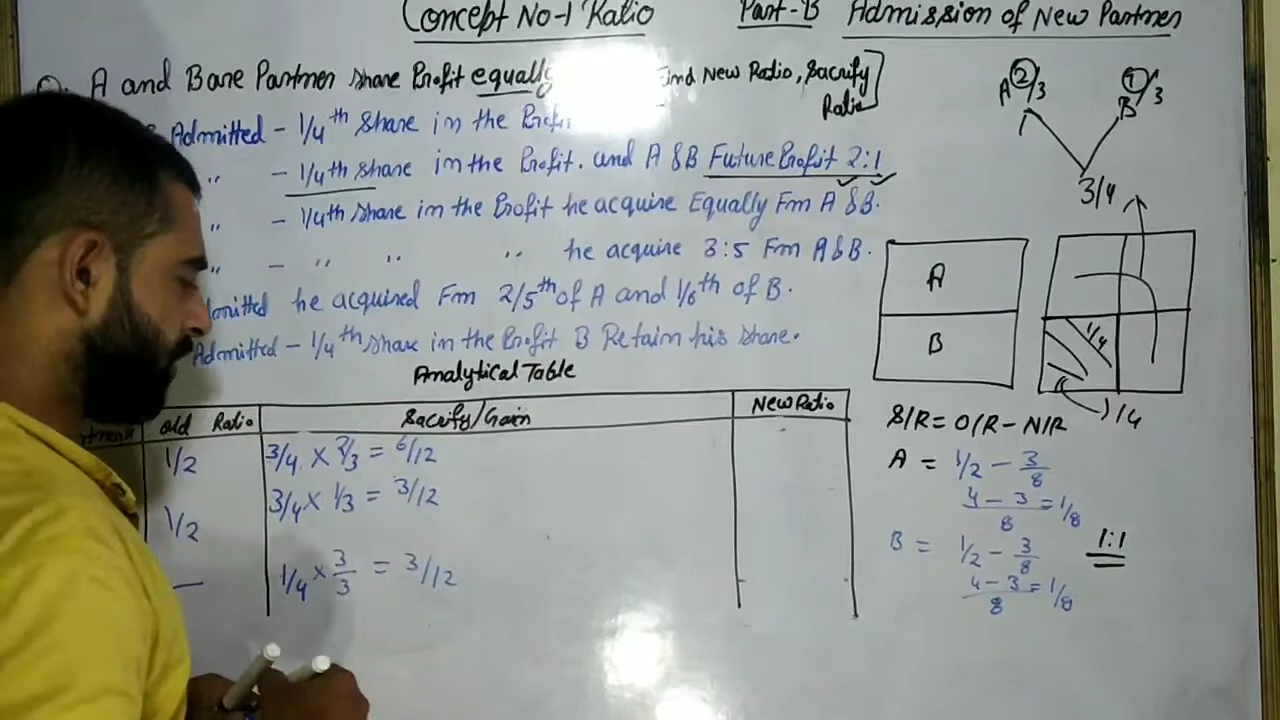 Concept No-1 Ratio Part-B Admission of New Partner
Q. A and B are Partner share Profit equally Find New Ratio, Sacrify Ratio]
Admitted - 1/4th share in the Profi
" - 1/4th share in the Profit. and A & B Future Profit 2:1
" - 1/4th share in the Profit he acquire Equally Fm A & B.
" - " " " he acquire 3:5 Fm A & B.
mitted he acquired Fm 2/5th of A and 1/6th of B.
Admitted - 1/4th share in the Profit B Retain his share.
Analytical Table
old Ratio Sacrify/Gain New Ratio
1/2 3/4 × 2/3 = 6/12
3/4 × 1/3 = 3/12
1/2
— 1/4 × 3/3 = 3/12
A 2/3 B 1/3
3/4
A
B
1/4
1/4
S/R = O/R - N/R
A = 1/2 - 3/8
4 - 3/8 = 1/8
B = 1/2 - 3/8
4 - 3/8 = 1/8
1:1